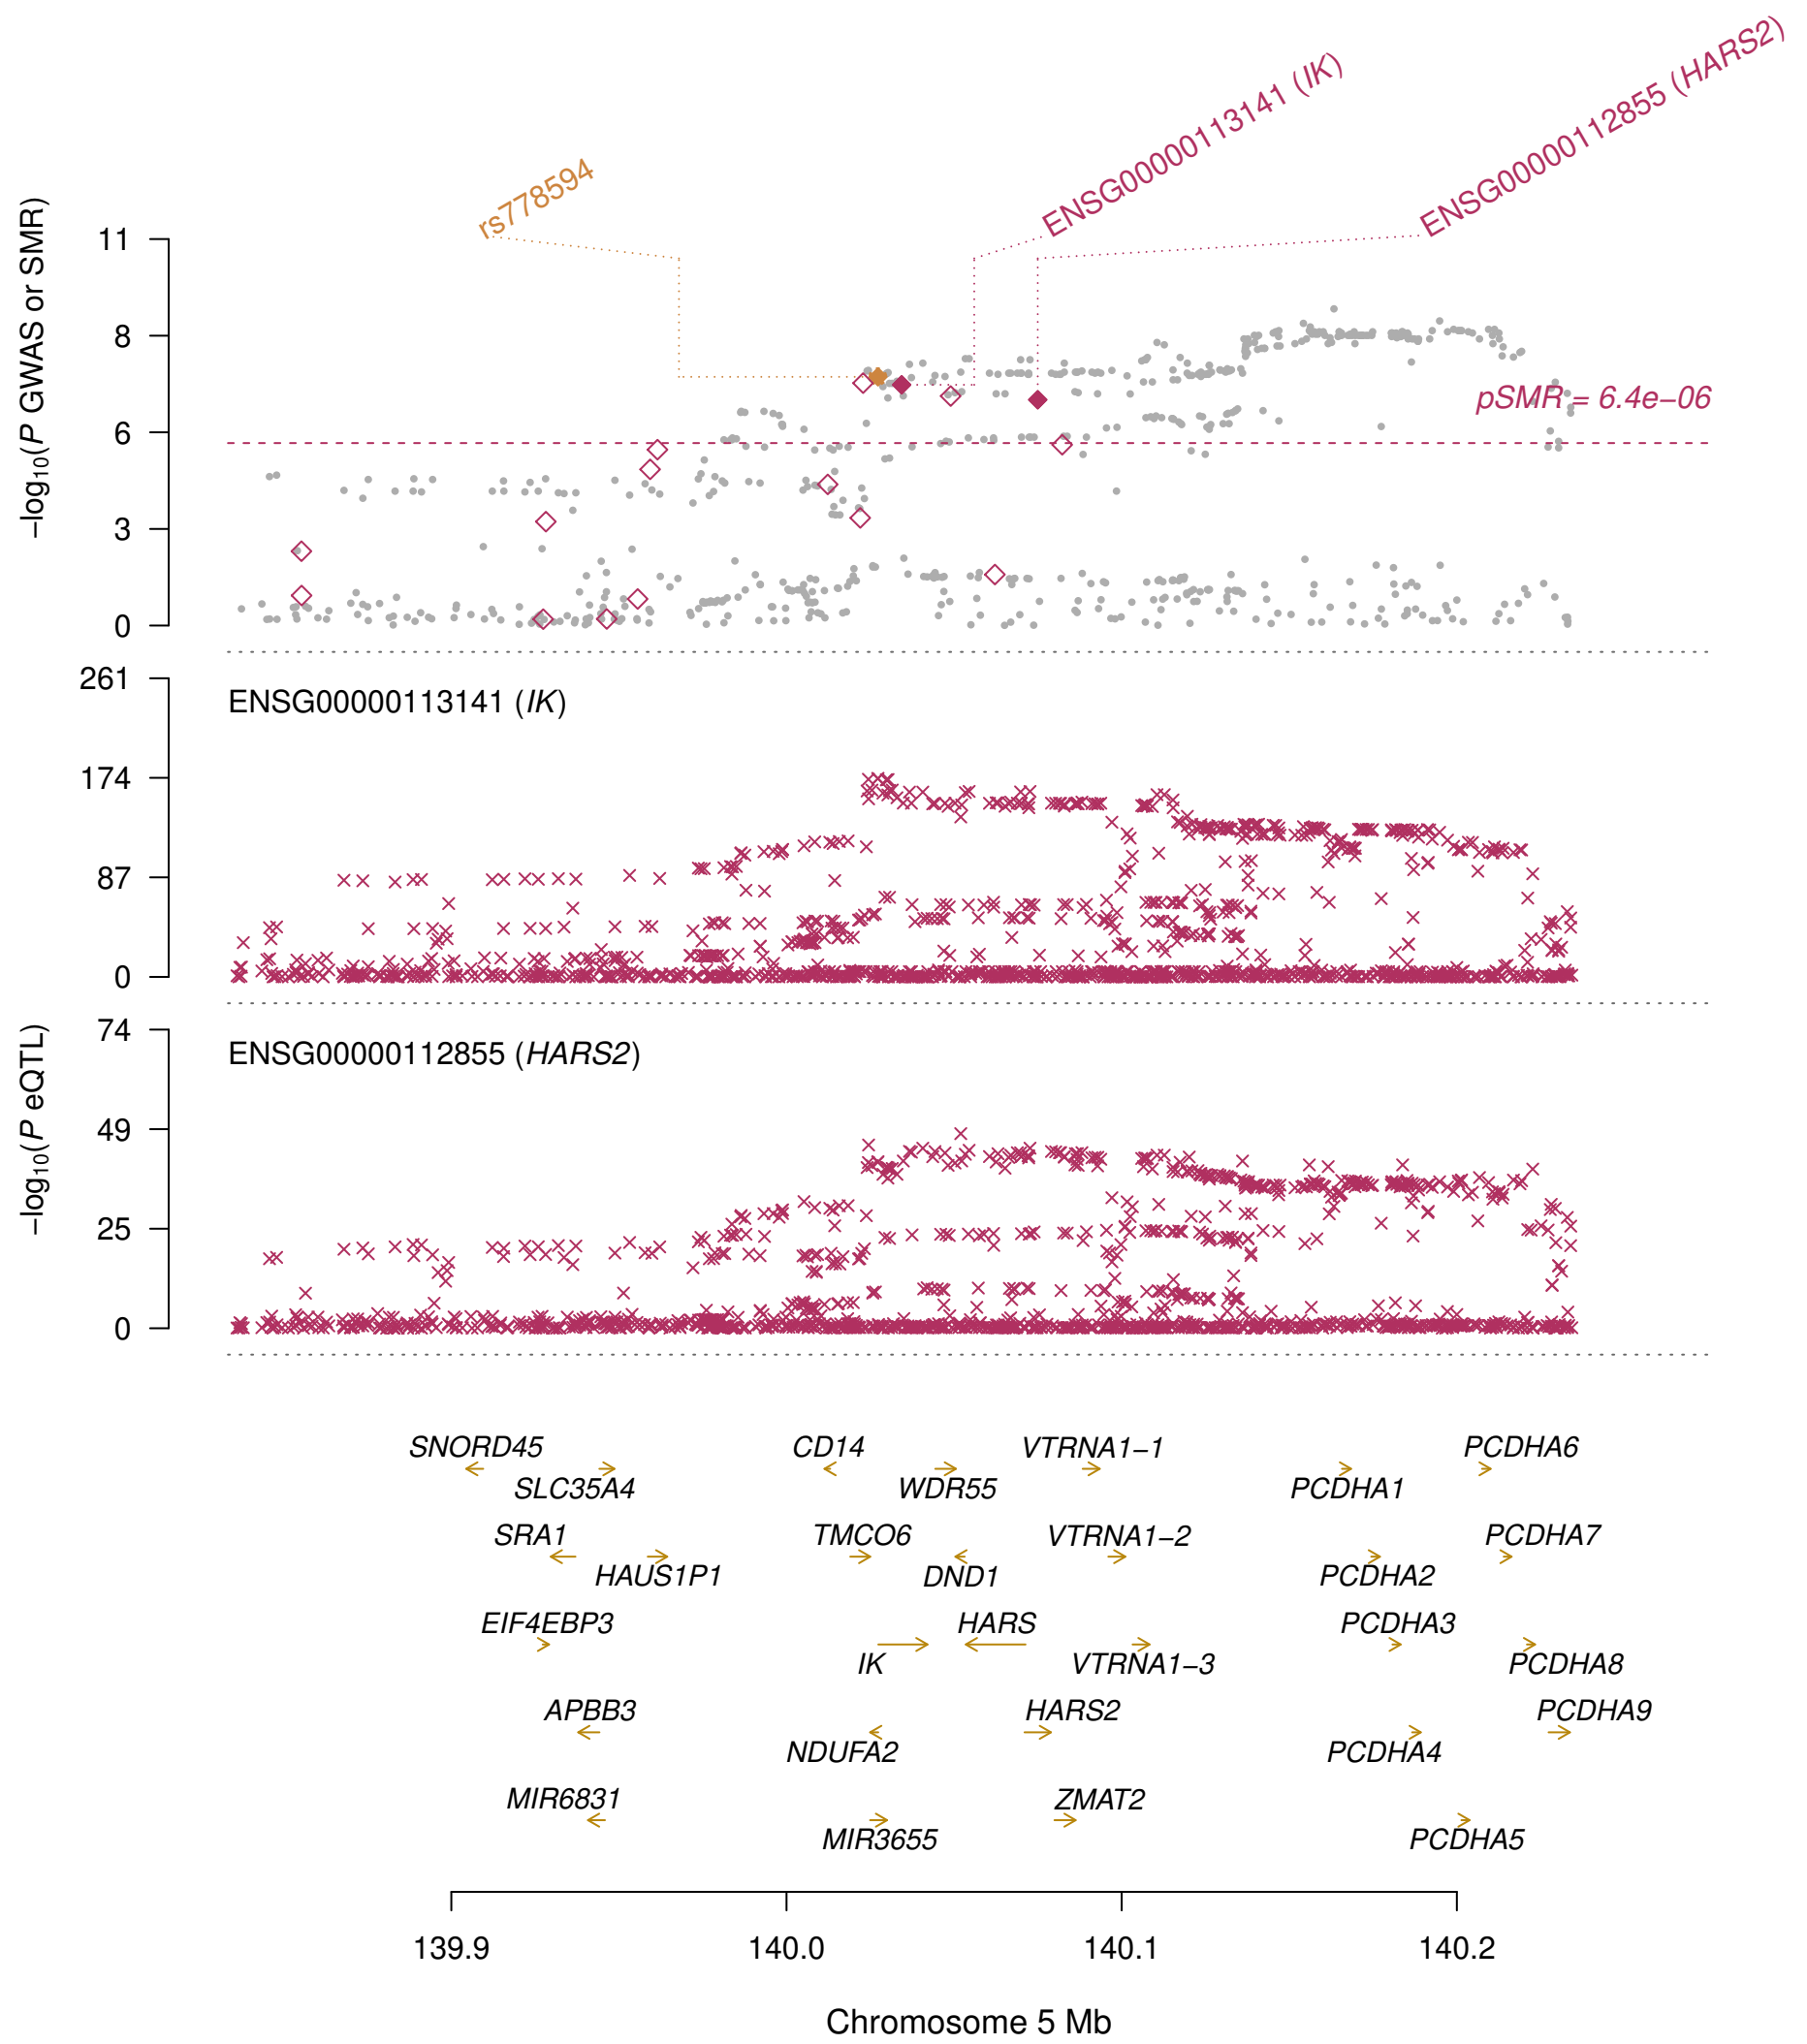 ENSG00000112855 (HARS2)
ENSG00000113141 (IK)
rs778594
−log10(P GWAS or SMR)
11
8
6
3
0
pSMR = 6.4e−06
261
174
87
0
ENSG00000113141 (IK)
−log10(P eQTL)
74
49
25
0
ENSG00000112855 (HARS2)
SNORD45
CD14
VTRNA1−1
PCDHA6
SLC35A4
WDR55
PCDHA1
SRA1
TMCO6
VTRNA1−2
PCDHA7
HAUS1P1
DND1
PCDHA2
EIF4EBP3
HARS
PCDHA3
IK
VTRNA1−3
PCDHA8
APBB3
HARS2
PCDHA9
NDUFA2
PCDHA4
MIR6831
ZMAT2
MIR3655
PCDHA5
139.9
140.0
140.1
140.2
Chromosome 5 Mb